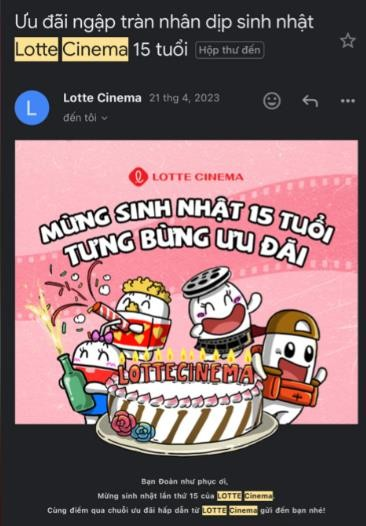 Ưu đãi ngập tràn nhân dịp sinh nhật
Lotte Cinema 15 tuổi Hộp thư đến
L
Lotte Cinema 21 thg 4, 2023
đến tôi
LOTTE CINEMA
MỪNG SINH NHẬT 15 TUỔI
TƯNG BỪNG ƯU ĐÃI
LOTTECINEMA
Bạn Đoàn như phục ơi,
Mừng sinh nhật lần thứ 15 của LOTTE Cinema,
Cùng điểm qua chuỗi ưu đãi hấp dẫn từ LOTTE Cinema gửi đến bạn nhé!